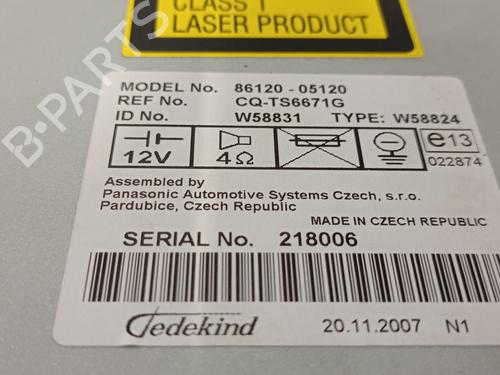 CLASS 1
LASER PRODUCT
MODEL No. 86120 - 05120
REF No. CQ-TS6671G
ID No. W58831 TYPE: W58824
12V 4Ω e13
022874
Assembled by
Panasonic Automotive Systems Czech, s.r.o.
Pardubice, Czech Republic
MADE IN CZECH REPUBLIC
SERIAL No. 218006
Tedekind 20.11.2007 N1
B-PARTS